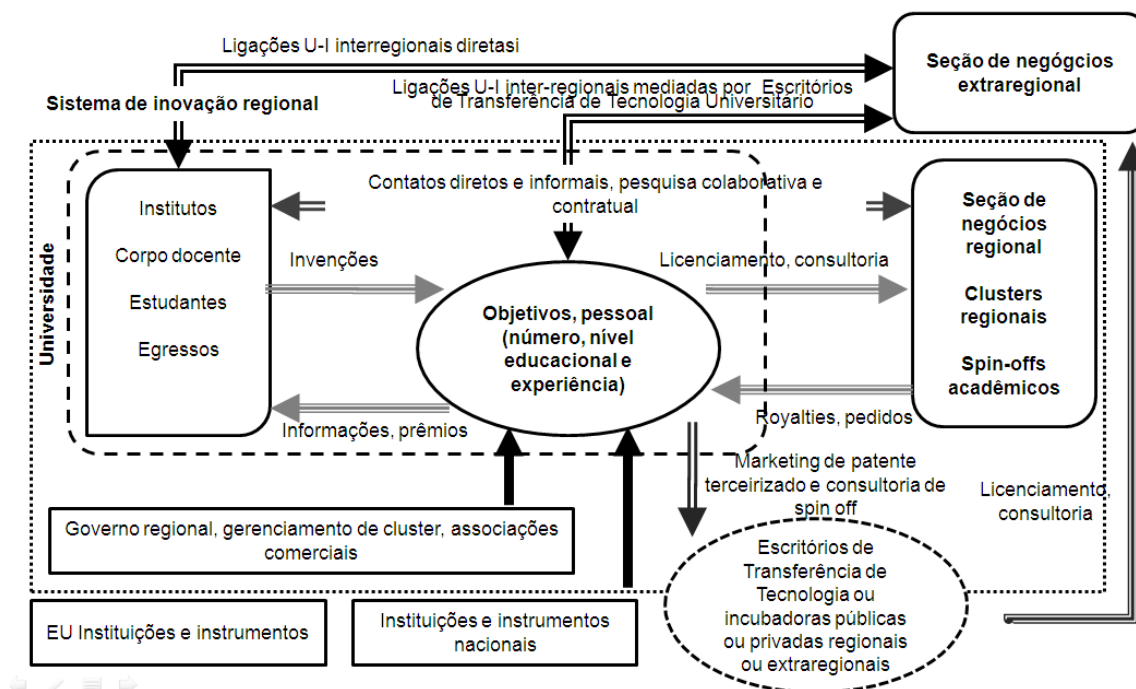 Ligações U-I interregionais diretasi
Seção de negógcios
extraregional
Ligações U-I inter-regionais mediadas por  Escritórios
de Transferência de Tecnologia Universitário
Sistema de inovação regional
Universidade
Institutos
Corpo docente
Estudantes
Egressos
Contatos diretos e informais, pesquisa colaborativa e
contratual
Invenções
Licenciamento, consultoria
Objetivos, pessoal
(número, nível
educacional e
experiência)
Seção de
negócios
regional
Clusters
regionais
Spin-offs
acadêmicos
Informações, prêmios
Royalties, pedidos
Marketing de patente
terceirizado e consultoria de
spin off
Licenciamento,
consultoria
Governo regional, gerenciamento de cluster, associações
comerciais
EU Instituições e instrumentos
Instituições e instrumentos
nacionais
Escritórios de
Transferência de
Tecnologia ou
incubadoras públicas
ou privadas regionais
ou extraregionais